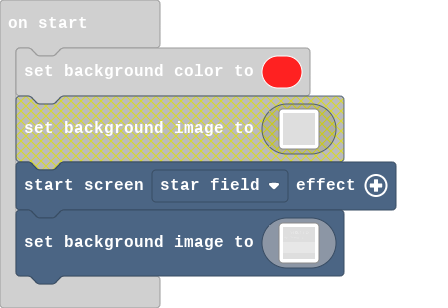 on start
set background color to
set background image to
start screen star field effect
set background image to